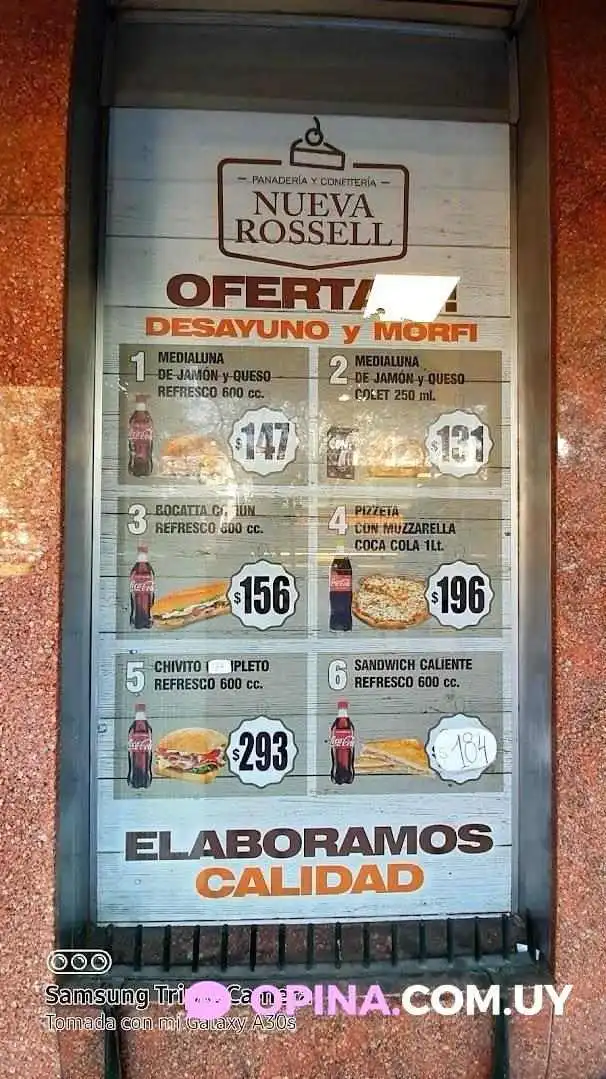 PANADERÍA Y CONFITERÍA
NUEVA
ROSSELL
DESAYUNO y MORFI
1 MEDIALUNA
DE JAMÓN y QUESO
REFRESCO 600 cc.
$147
2 MEDIALUNA
DE JAMÓN y QUESO
COLET 250 ml.
$131
3 BOCATTA
REFRESCO 600 cc.
$156
4 PIZZETA
CON MUZZARELLA
COCA COLA 1Lt.
$196
5 CHIVITO
REFRESCO 600 cc.
$293
6 SANDWICH CALIENTE
REFRESCO 600 cc.
$184
ELABORAMOS
CALIDAD
Samsung
OPINA.COM.UY
Tomada con mi Galaxy A30s